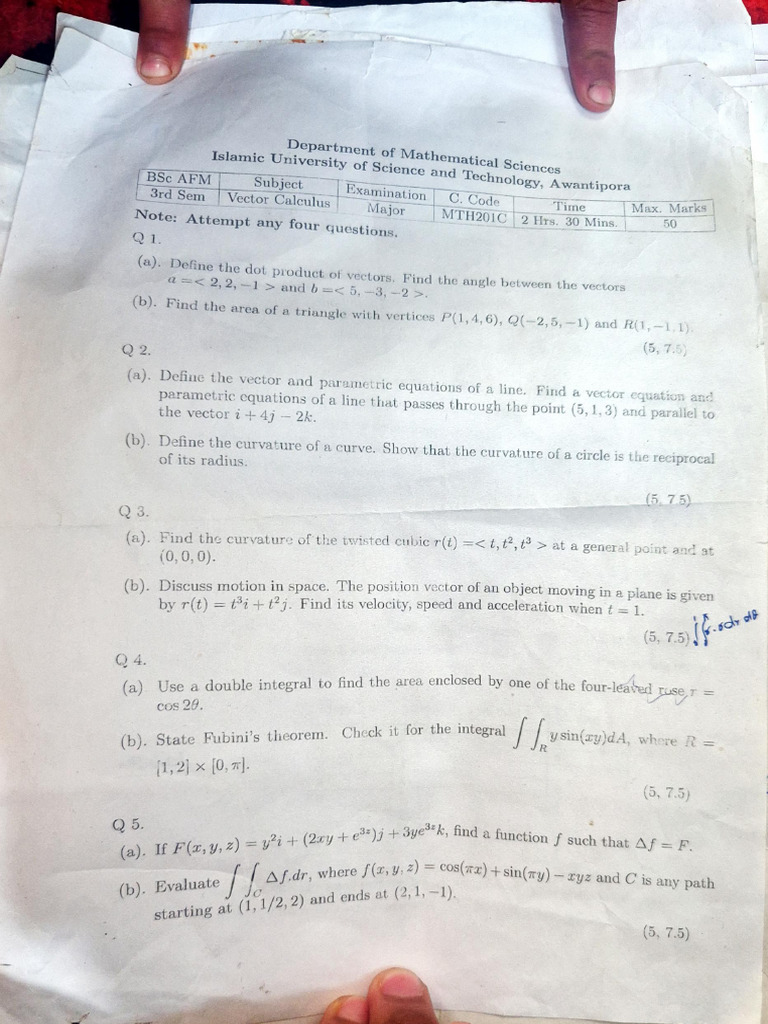 Department of Mathematical Sciences
Islamic University of Science and Technology, Awantipora
BSc AFM Subject Examination C. Code Time Max. Marks
3rd Sem Vector Calculus Major MTH201C 2 Hrs. 30 Mins. 50
Note: Attempt any four questions.
Q 1.
(a). Define the dot product of vectors. Find the angle between the vectors
a =< 2, 2, −1 > and b =< 5, −3, −2 >.
(b). Find the area of a triangle with vertices P(1, 4, 6), Q(−2, 5, −1) and R(1, −1, 1).
(5, 7.5)
Q 2.
(a). Define the vector and parametric equations of a line. Find a vector equation and
parametric equations of a line that passes through the point (5, 1, 3) and parallel to
the vector i + 4j − 2k.
(b). Define the curvature of a curve. Show that the curvature of a circle is the reciprocal
of its radius.
(5, 7.5)
Q 3.
(a). Find the curvature of the twisted cubic r(t) =< t, t², t³ > at a general point and at
(0, 0, 0).
(b). Discuss motion in space. The position vector of an object moving in a plane is given
by r(t) = t³i + t²j. Find its velocity, speed and acceleration when t = 1.
(5, 7.5)
Q 4.
(a) Use a double integral to find the area enclosed by one of the four-leaved rose r =
cos 2θ.
(b). State Fubini's theorem. Check it for the integral ∫∫_R y sin(xy)dA, where R =
[1, 2] × [0, π].
(5, 7.5)
Q 5.
(a). If F(x, y, z) = y²i + (2xy + e³ᶻ)j + 3ye³ᶻk, find a function f such that Δf = F.
(b). Evaluate ∫∫_C Δf.dr, where f(x, y, z) = cos(πx) + sin(πy) − xyz and C is any path
starting at (1, 1/2, 2) and ends at (2, 1, −1).
(5, 7.5)